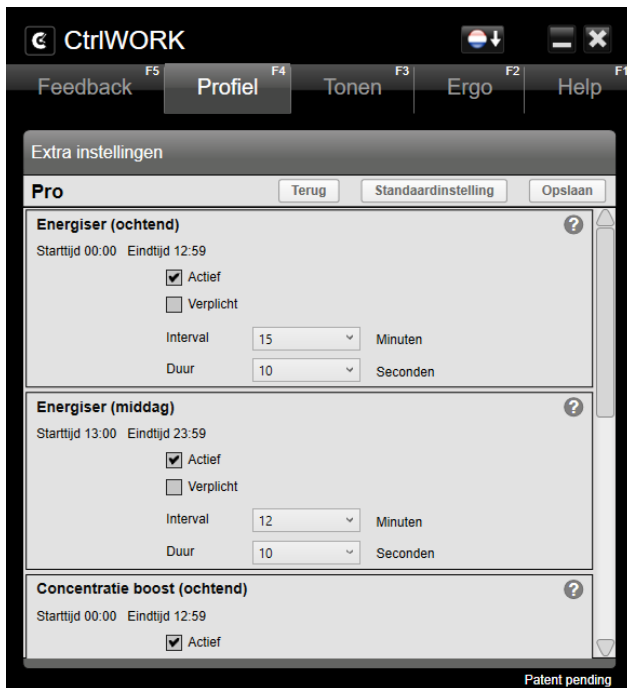 CtrlWORK
Feedback F5 Profiel F4 Tonen F3 Ergo F2 Help F1
Extra instellingen
Pro Terug Standaardinstelling Opslaan
Energiser (ochtend) ?
Starttijd 00:00 Eindtijd 12:59
Actief
Verplicht
Interval 15 Minuten
Duur 10 Seconden
Energiser (middag) ?
Starttijd 13:00 Eindtijd 23:59
Actief
Verplicht
Interval 12 Minuten
Duur 10 Seconden
Concentratie boost (ochtend) ?
Starttijd 00:00 Eindtijd 12:59
Actief
Patent pending